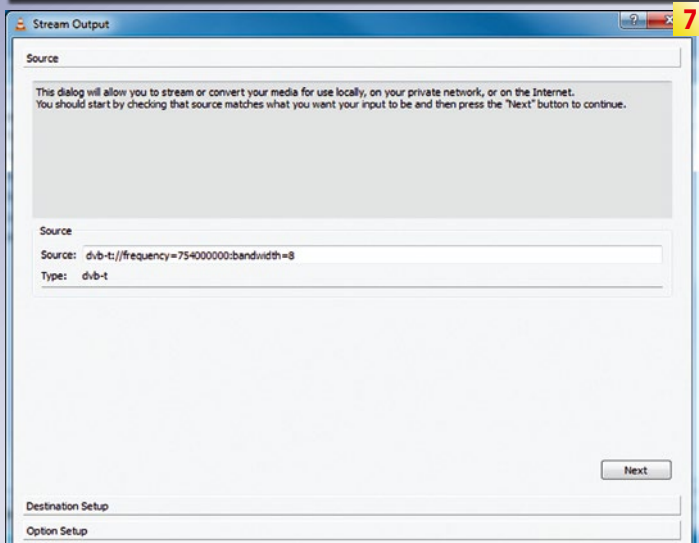 7
Stream Output
Source
This dialog will allow you to stream or convert your media for use locally, on your private network, or on the Internet.
You should start by checking that source matches what you want your input to be and then press the "Next" button to continue.
Source
Source: dvb-t://frequency=754000000:bandwidth=8
Type: dvb-t
Next
Destination Setup
Option Setup